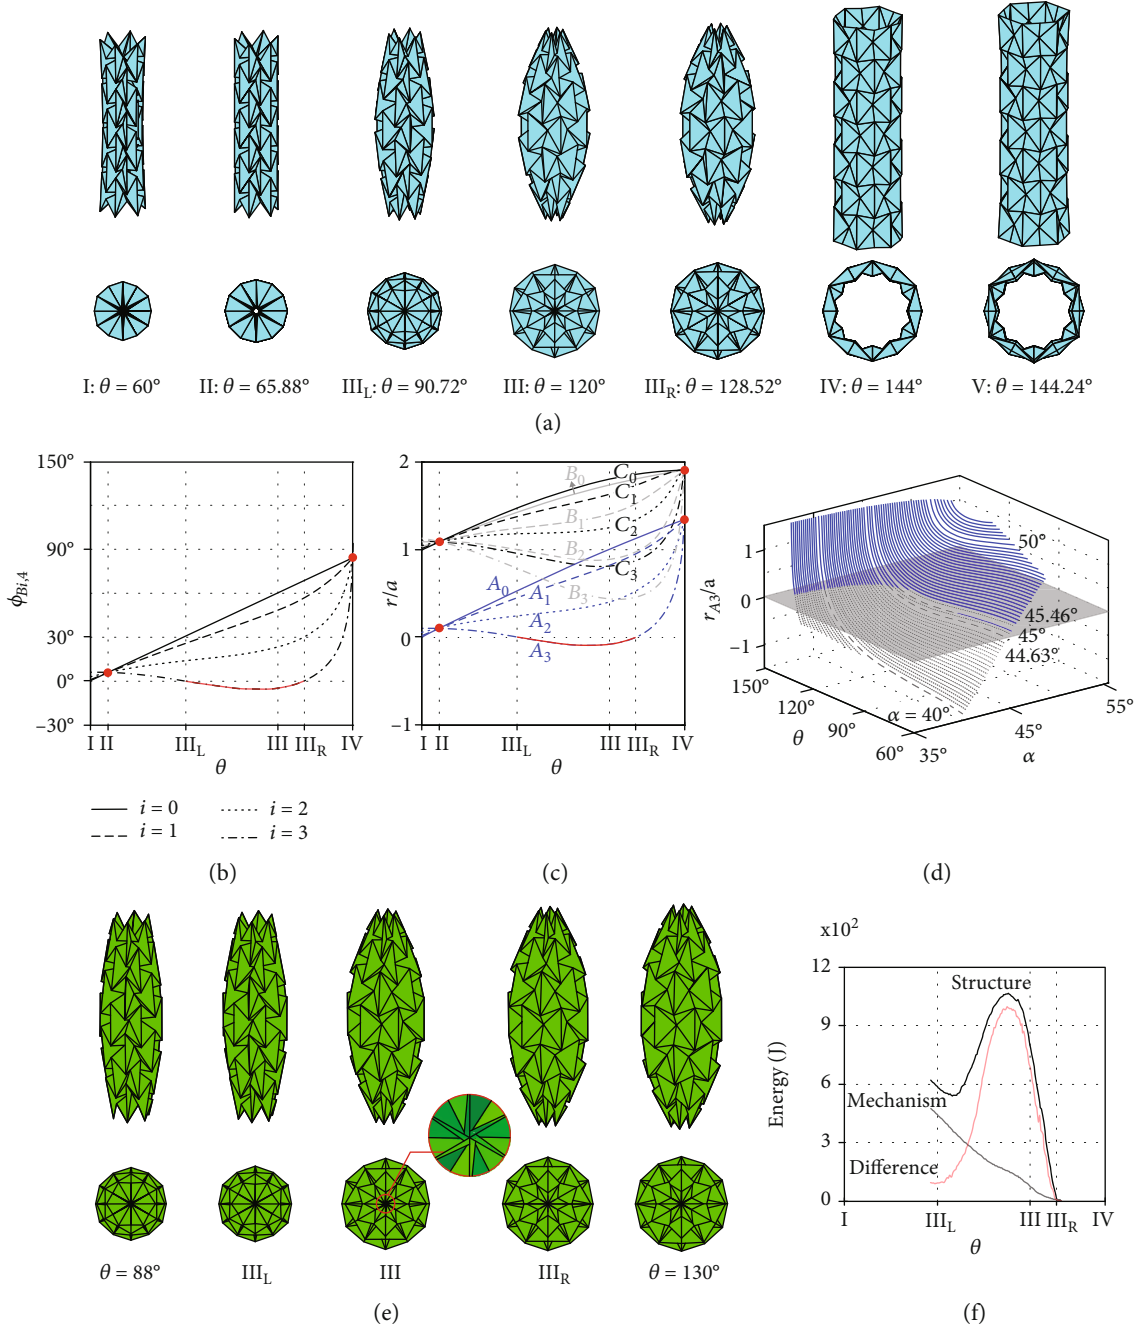 I: θ = 60°
II: θ = 65.88°
III_L: θ = 90.72°
III: θ = 120°
III_R: θ = 128.52°
IV: θ = 144°
V: θ = 144.24°
(a)
150°
90°
30°
0°
−30°
ϕ_Bi,4
I
II
III_L
III
III_R
IV
θ
i = 0
i = 1
i = 2
i = 3
(b)
2
1
0
−1
r/a
B_0
C_0
C_1
B_1
C_2
B_2
C_3
B_3
A_0
A_1
A_2
A_3
I
II
III_L
III
III_R
IV
θ
(c)
r_A3/a
1
0
−1
150°
120°
90°
60°
θ
35°
45°
55°
α
50°
45.46°
45°
44.63°
α = 40°
(d)
θ = 88°
III_L
III
III_R
θ = 130°
(e)
x10²
12
9
6
3
0
Energy (J)
Structure
Mechanism
Difference
I
III_L
III
III_R
IV
θ
(f)